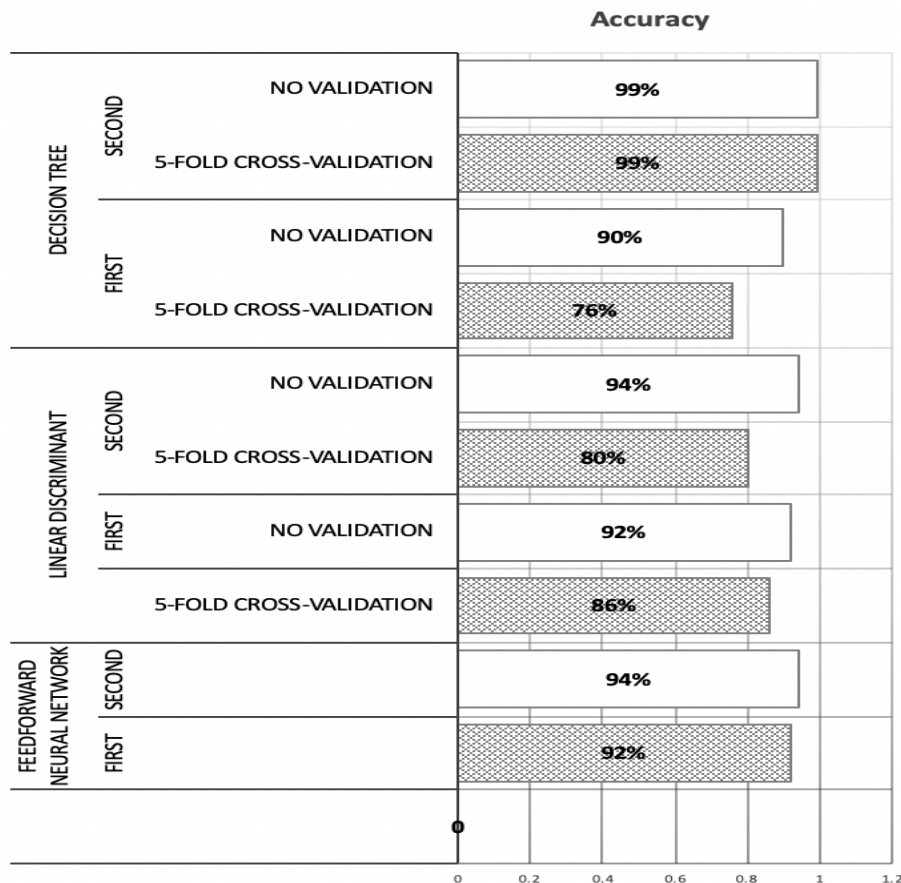 Accuracy
DECISION TREE
SECOND
NO VALIDATION
99%
5-FOLD CROSS-VALIDATION
99%
FIRST
NO VALIDATION
90%
5-FOLD CROSS-VALIDATION
76%
LINEAR DISCRIMINANT
SECOND
NO VALIDATION
94%
5-FOLD CROSS-VALIDATION
80%
FIRST
NO VALIDATION
92%
5-FOLD CROSS-VALIDATION
86%
FEEDFORWARD
NEURAL NETWORK
SECOND
94%
FIRST
92%
0
0 0.2 0.4 0.6 0.8 1 1.2